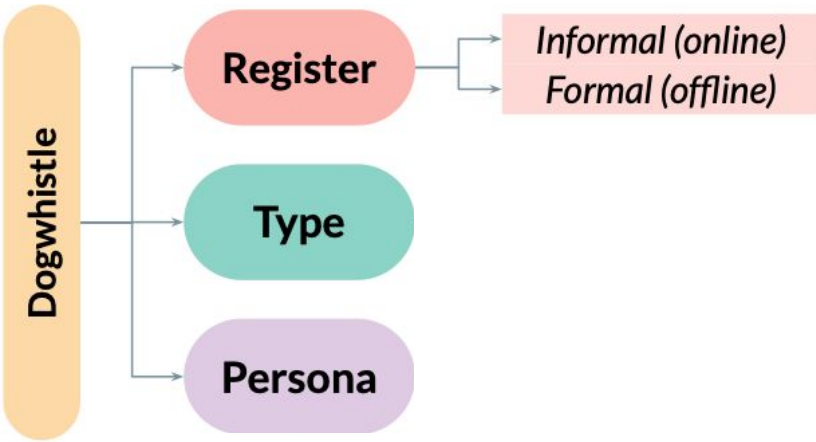 Dogwhistle
Register
Informal (online)
Formal (offline)
Type
Persona